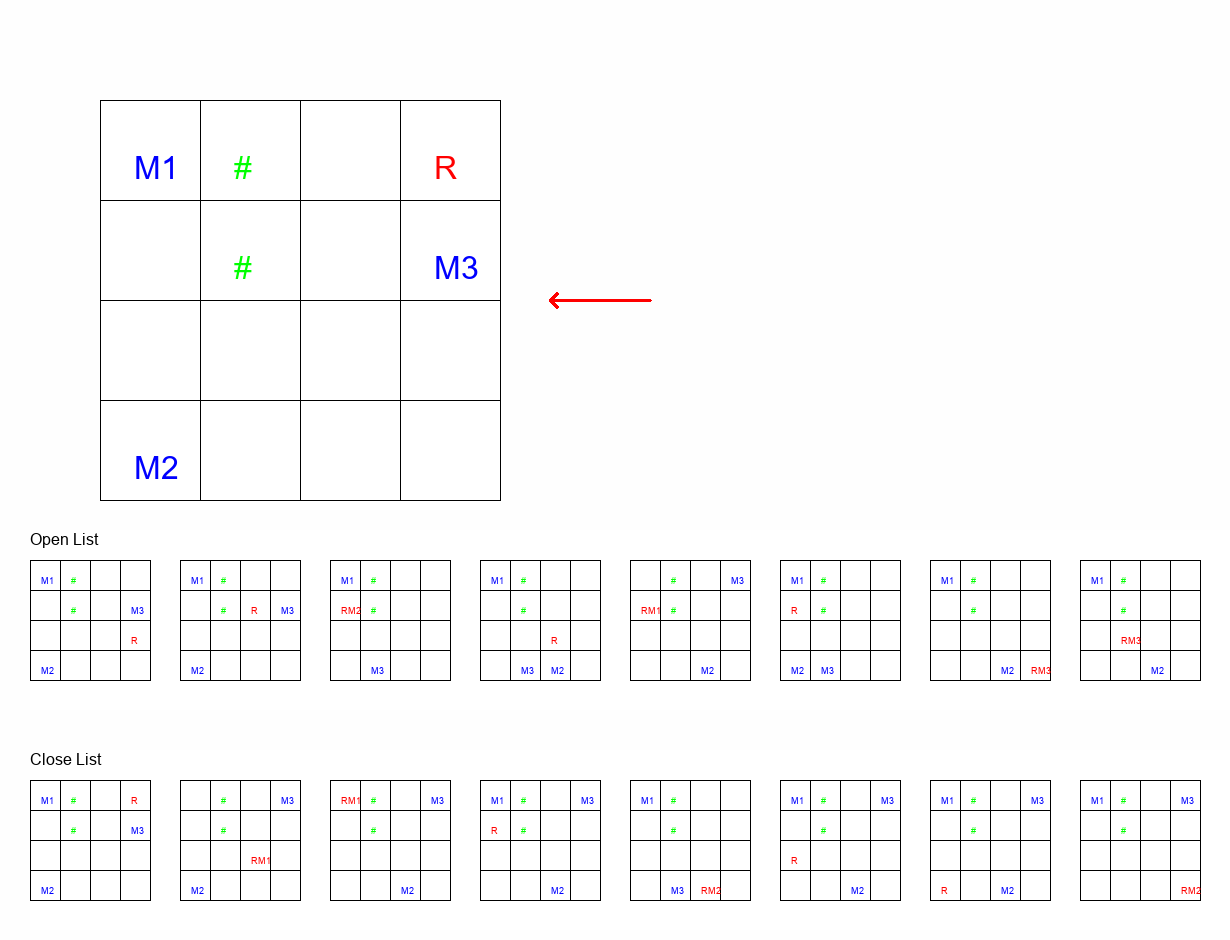 M1 # R
# M3
M2
Open List
M1 # M1 # M1 # M1 # # M3 M1 # M1 # M1 #
# M3 # R M3 RM2 # # RM1 # R # # #
R R RM3
M2 M2 M3 M3 M2 M2 M2 M3 M2 RM3 M2
Close List
M1 # R # M3 RM1 # M3 M1 # M3 M1 # M1 # M3 M1 # M3 M1 # M3
# M3 # # R # # # # #
RM1 R
M2 M2 M2 M2 M3 RM2 M2 R M2 RM2